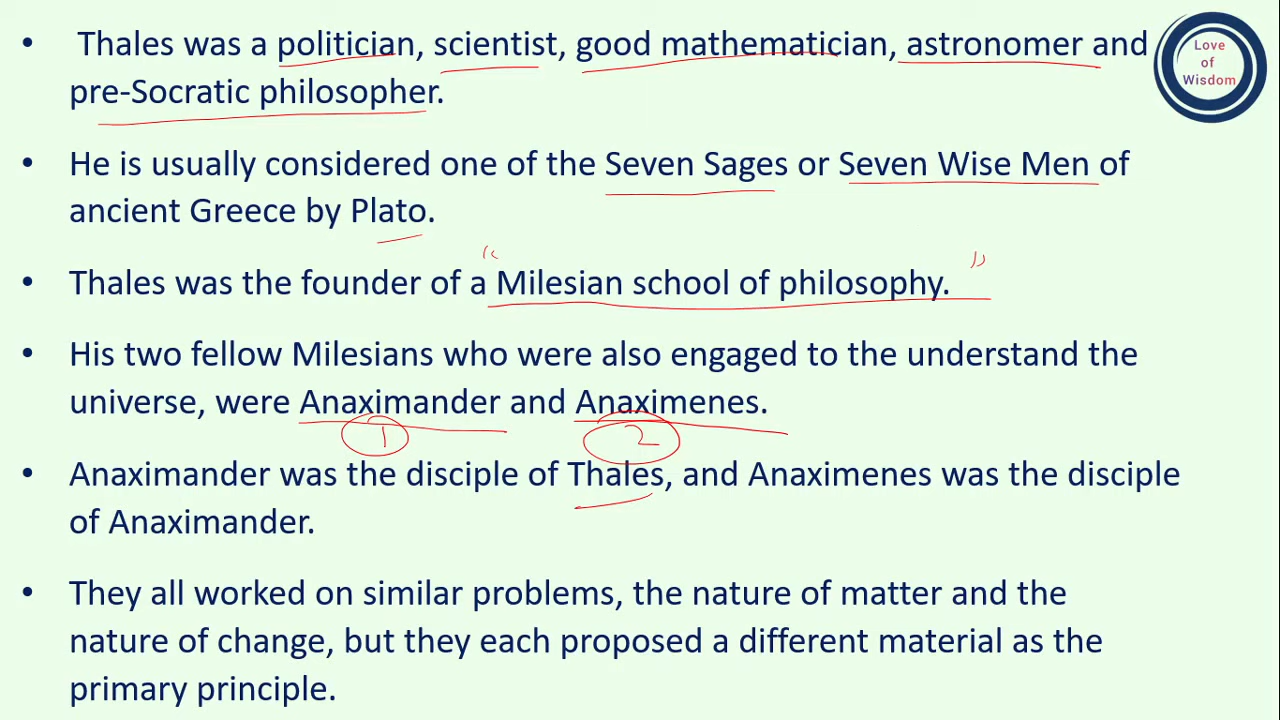 • Thales was a politician, scientist, good mathematician, astronomer and
pre-Socratic philosopher.
Love
of
Wisdom
• He is usually considered one of the Seven Sages or Seven Wise Men of
ancient Greece by Plato.
• Thales was the founder of a “Milesian school of philosophy.”
• His two fellow Milesians who were also engaged to the understand the
universe, were Anaximander and Anaximenes.
1 2
• Anaximander was the disciple of Thales, and Anaximenes was the disciple
of Anaximander.
• They all worked on similar problems, the nature of matter and the
nature of change, but they each proposed a different material as the
primary principle.